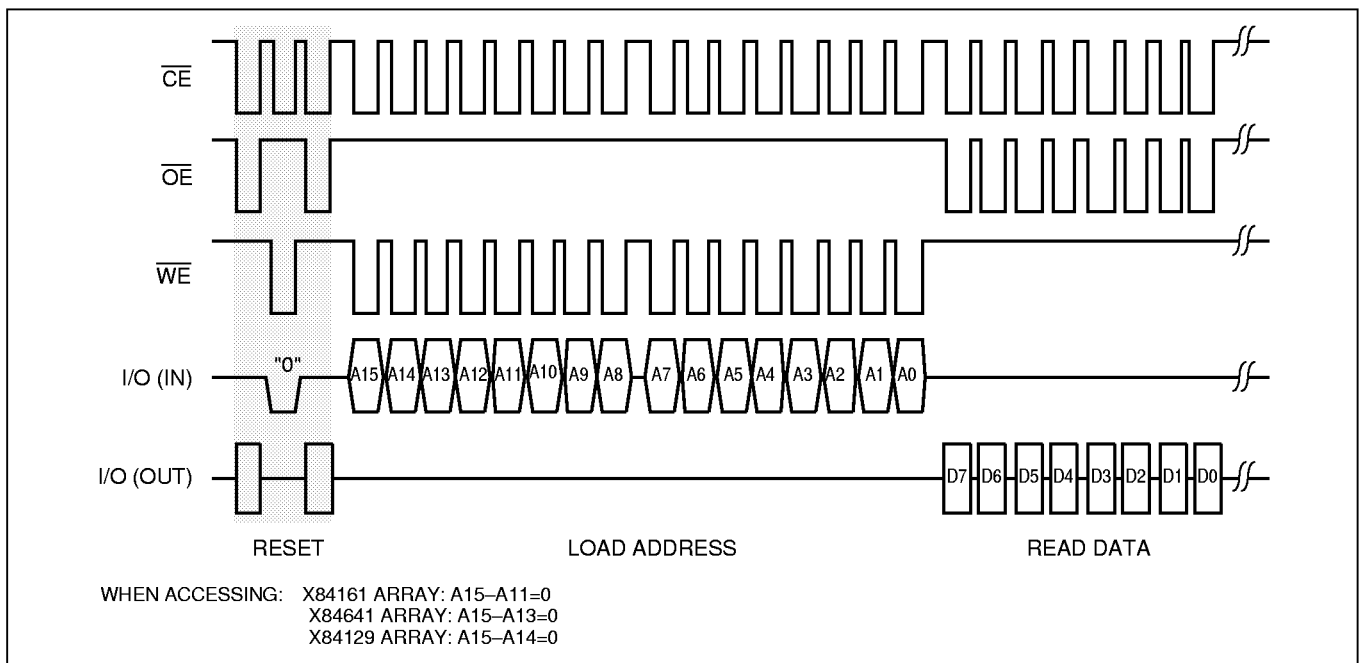 CE
OE
WE
I/O (IN)
"0"
A15 A14 A13 A12 A11 A10 A9 A8 A7 A6 A5 A4 A3 A2 A1 A0
I/O (OUT)
D7 D6 D5 D4 D3 D2 D1 D0
RESET LOAD ADDRESS READ DATA
WHEN ACCESSING: X84161 ARRAY: A15–A11=0
X84641 ARRAY: A15–A13=0
X84129 ARRAY: A15–A14=0